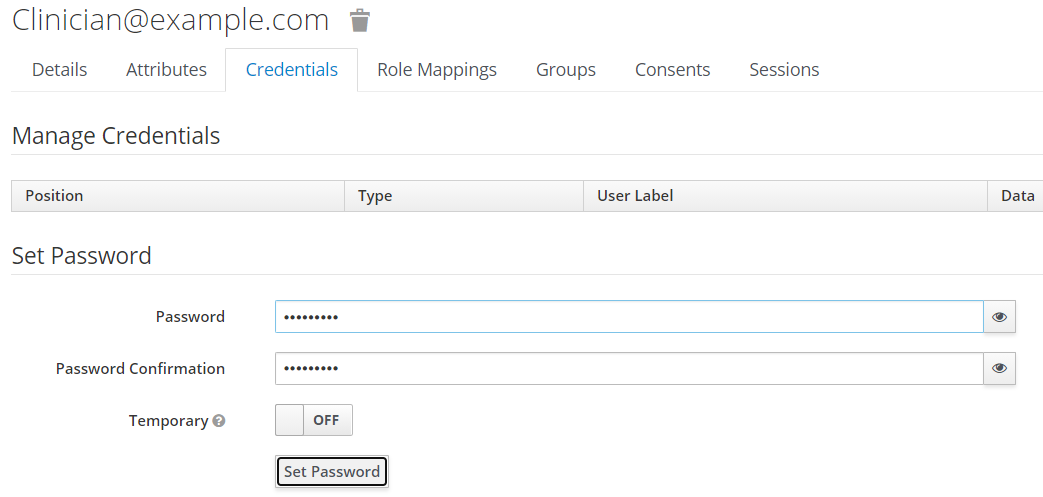 Clinician@example.com
Details Attributes Credentials Role Mappings Groups Consents Sessions
Manage Credentials
Position Type User Label Data
Set Password
Password •••••••••
Password Confirmation •••••••••
Temporary OFF
Set Password